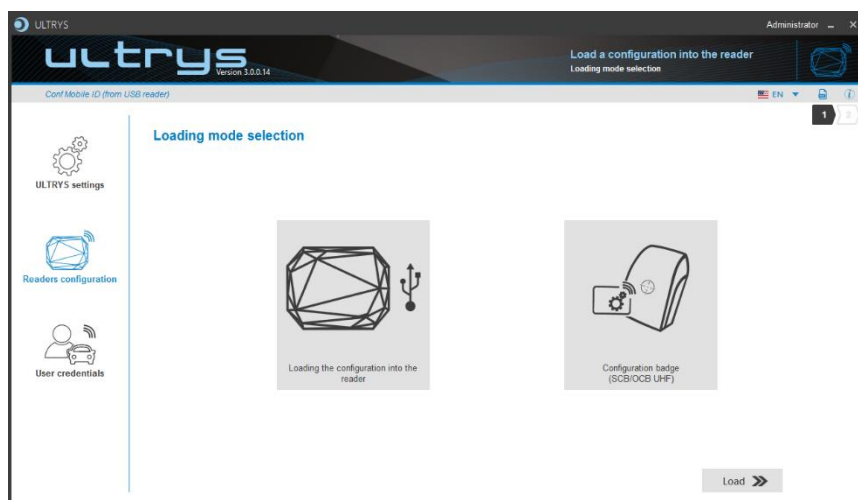 ULTRYS
Administrator
ultrys
Version 3.0.0.14
Load a configuration into the reader
Loading mode selection
Conf Mobile ID (from USB reader)
EN
1
2
Loading mode selection
ULTRYS settings
Readers configuration
User credentials
Loading the configuration into the
reader
Configuration badge
(SCB/OCB UHF)
Load